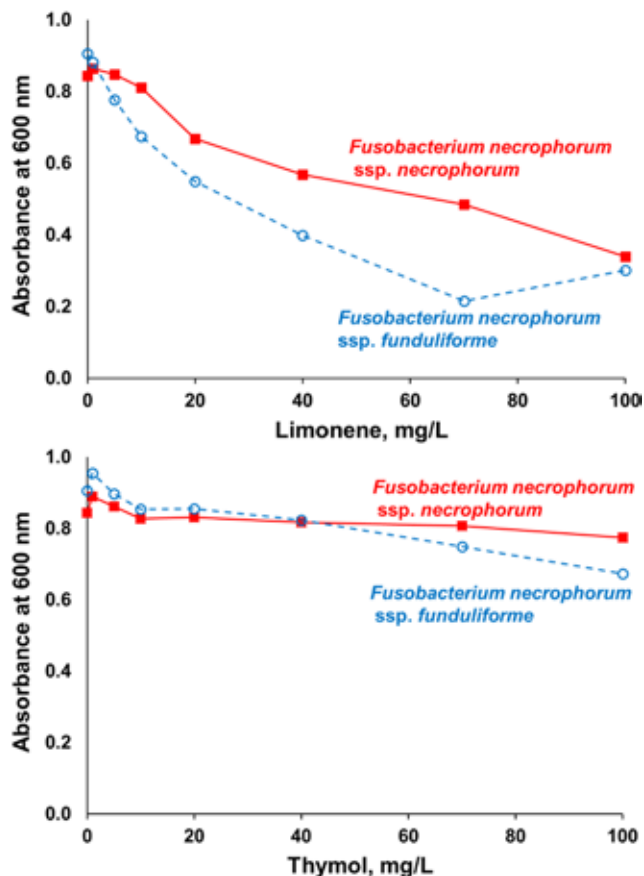 1.0
0.8
0.6
0.4
0.2
0.0
Absorbance at 600 nm
Fusobacterium necrophorum
ssp. necrophorum
Fusobacterium necrophorum
ssp. funduliforme
0 20 40 60 80 100
Limonene, mg/L
1.0
0.8
0.6
0.4
0.2
0.0
Absorbance at 600 nm
Fusobacterium necrophorum
ssp. necrophorum
Fusobacterium necrophorum
ssp. funduliforme
0 20 40 60 80 100
Thymol, mg/L